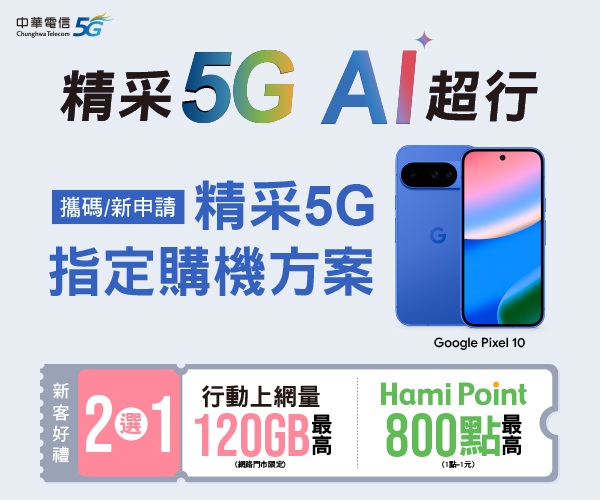 中華電信 5G
Chunghwa Telecom
精采5G AI超行
攜碼/新申請 精采5G
指定購機方案
G
Google Pixel 10
新客好禮
2選1
行動上網量
120GB最高
(網路門市限定)
Hami Point
800點最高
(1點=1元)